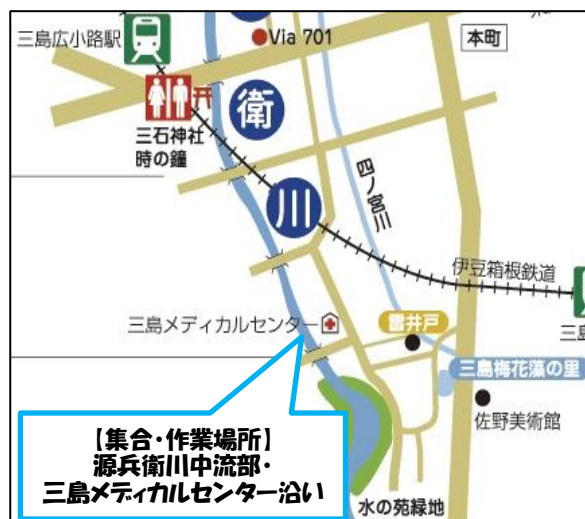 三島広小路駅
Via 701
本町
衛
三石神社
時の鐘
四ノ宮川
川
伊豆箱根鉄道
三島メディカルセンター
雷井戸
三島
三島梅花藻の里
佐野美術館
【集合・作業場所】
源兵衛川中流部・
三島メディカルセンター沿い
水の苑緑地